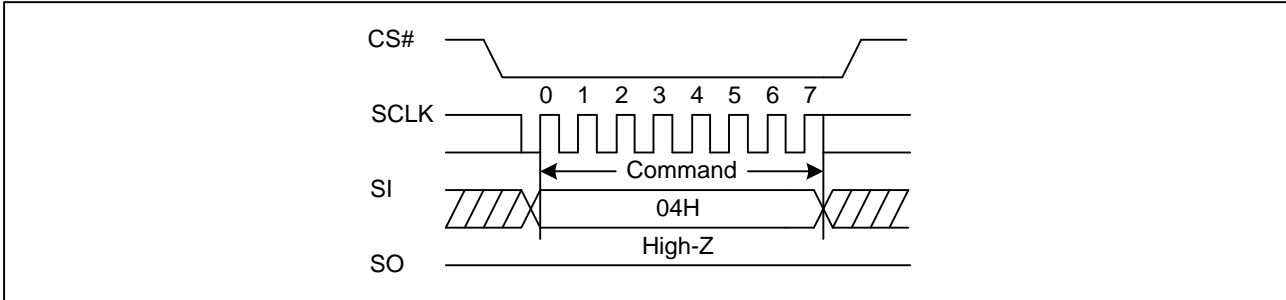 CS#
0 1 2 3 4 5 6 7
SCLK
Command
SI
04H
High-Z
SO